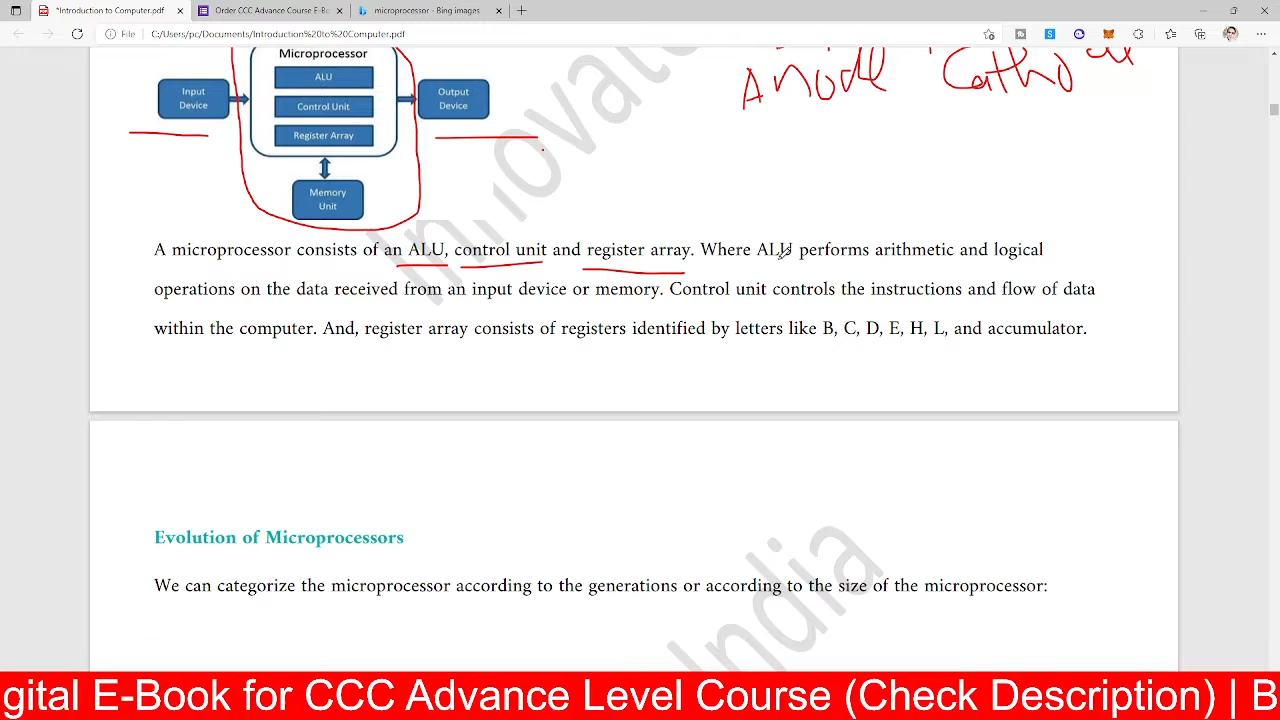 *Introduction to Computer.pdf
Order CCC Advance Course E-Bo
microprocessor - Bing images
File
C:/Users/pc/Documents/Introduction%20to%20Computer.pdf
Microprocessor
ALU
Control Unit
Register Array
Input
Device
Output
Device
Memory
Unit
Anode
A microprocessor consists of an ALU, control unit and register array. Where ALU performs arithmetic and logical
operations on the data received from an input device or memory. Control unit controls the instructions and flow of data
within the computer. And, register array consists of registers identified by letters like B, C, D, E, H, L, and accumulator.
Evolution of Microprocessors
We can categorize the microprocessor according to the generations or according to the size of the microprocessor:
India
gital E-Book for CCC Advance Level Course (Check Description) | B